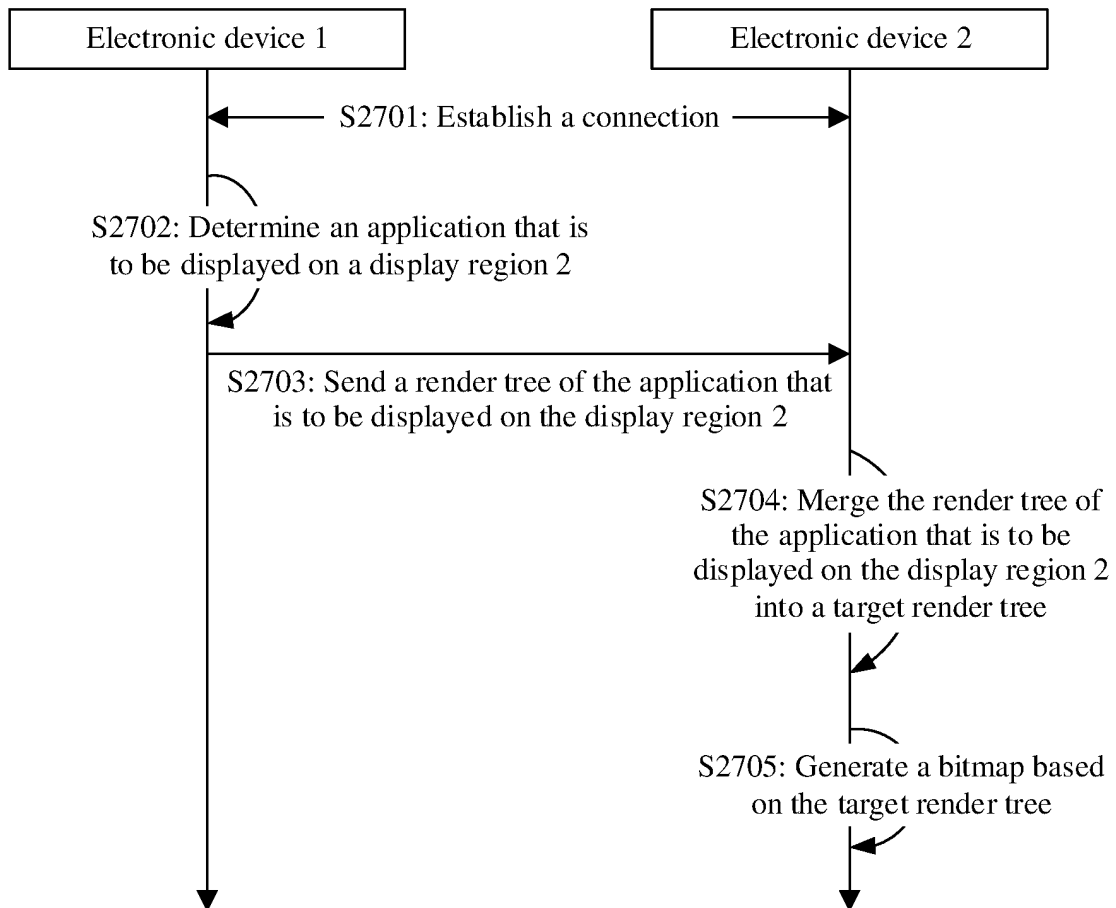 Electronic device 1
Electronic device 2
S2701: Establish a connection
S2702: Determine an application that is
to be displayed on a display region 2
S2703: Send a render tree of the application that
is to be displayed on the display region 2
S2704: Merge the render tree of
the application that is to be
displayed on the display region 2
into a target render tree
S2705: Generate a bitmap based
on the target render tree